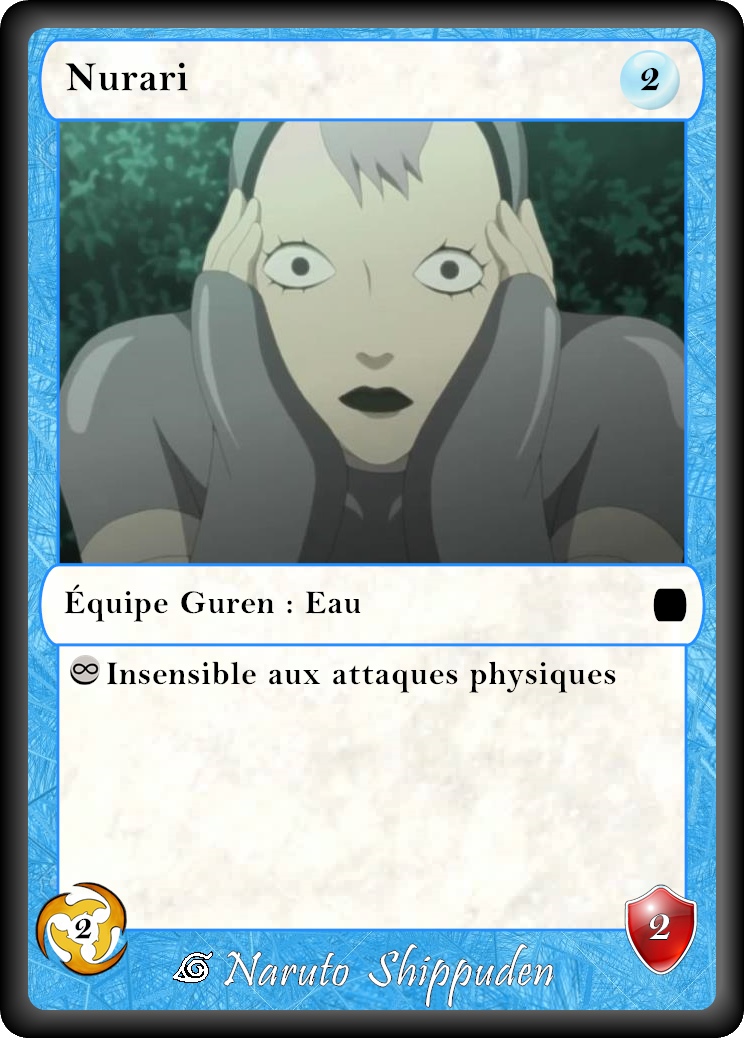 Nurari
2
Équipe Guren : Eau
∞ Insensible aux attaques physiques
2
2
Naruto Shippuden